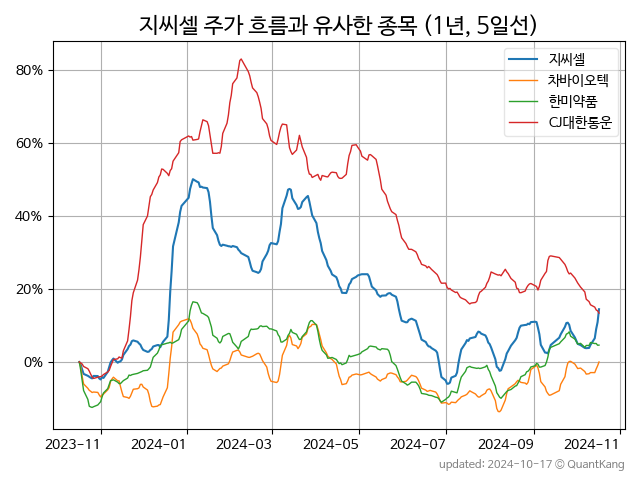 지씨셀 주가 흐름과 유사한 종목 (1년, 5일선)
지씨셀
차바이오텍
한미약품
CJ대한통운
80%
60%
40%
20%
0%
2023-11 2024-01 2024-03 2024-05 2024-07 2024-09 2024-11
updated: 2024-10-17 © QuantKang